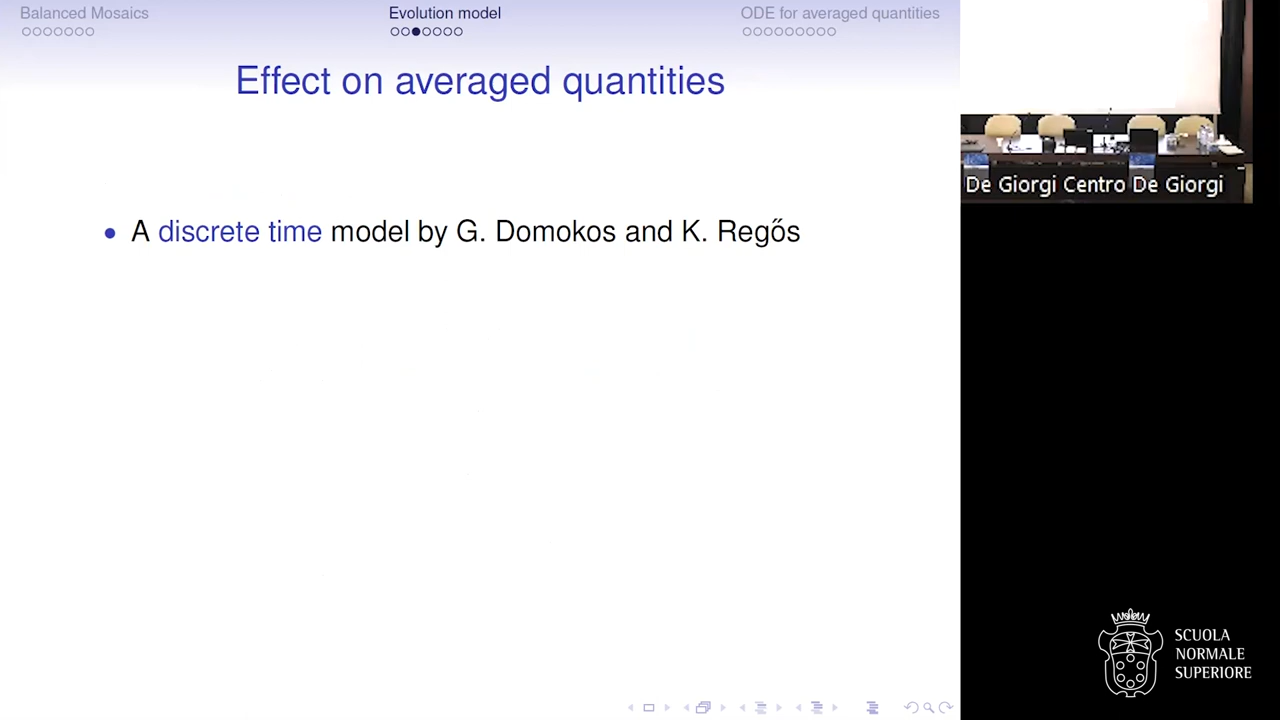 Balanced Mosaics
Evolution model
ODE for averaged quantities
Effect on averaged quantities
• A discrete time model by G. Domokos and K. Regős
De Giorgi Centro De Giorgi
SCUOLA
NORMALE
SUPERIORE